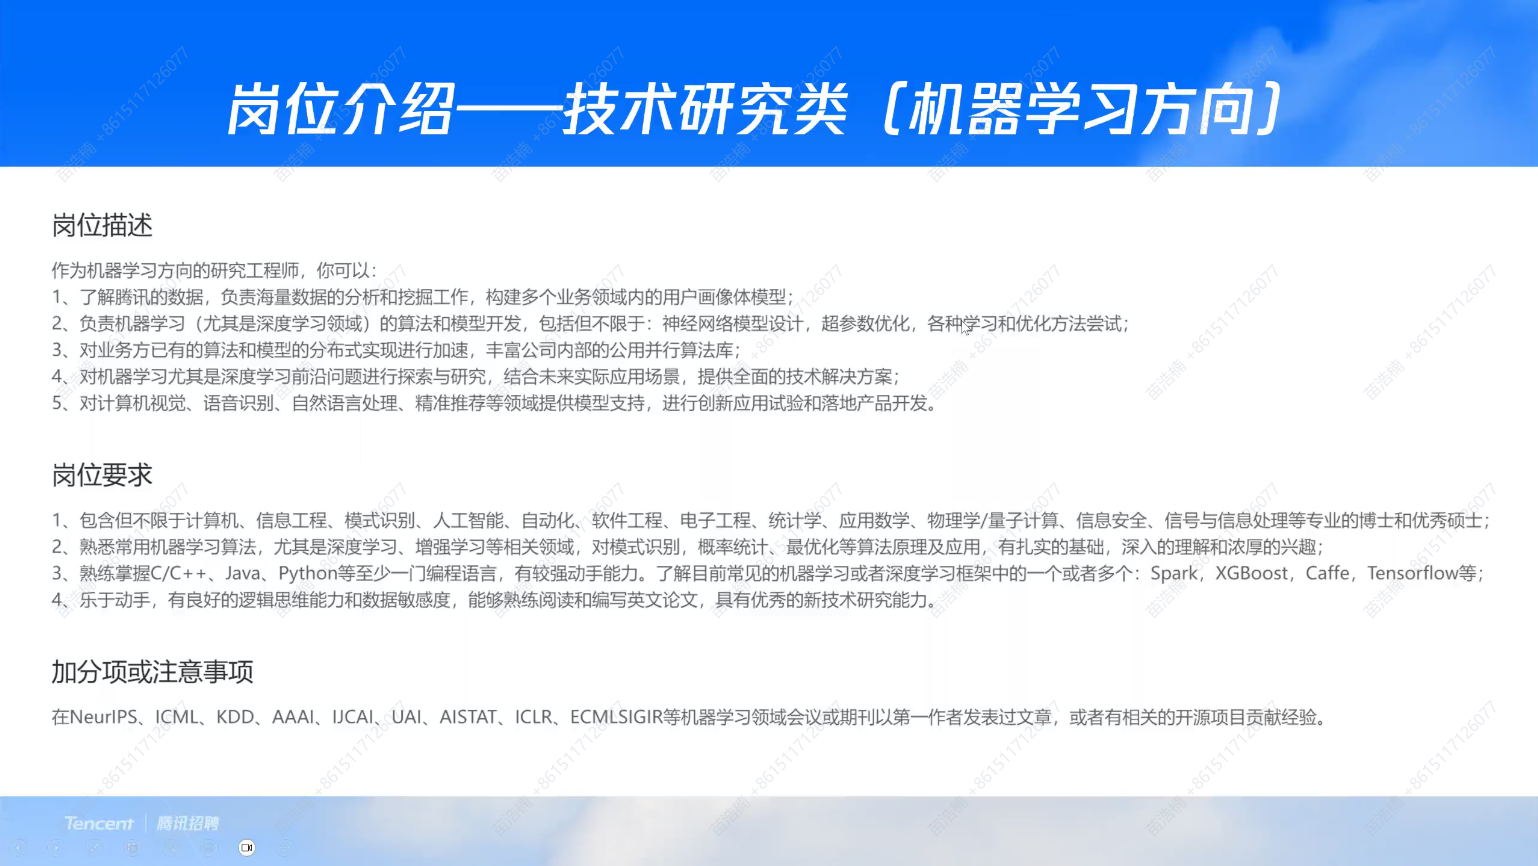 岗位介绍——技术研究类（机器学习方向）
岗位描述
作为机器学习方向的研究工程师，你可以：
1、了解腾讯的数据，负责海量数据的分析和挖掘工作，构建多个业务领域内的用户画像体模型；
2、负责机器学习（尤其是深度学习领域）的算法和模型开发，包括但不限于：神经网络模型设计，超参数优化，各种学习和优化方法尝试；
3、对业务方已有的算法和模型的分布式实现进行加速，丰富公司内部的公用并行算法库；
4、对机器学习尤其是深度学习前沿问题进行探索与研究，结合未来实际应用场景，提供全面的技术解决方案；
5、对计算机视觉、语音识别、自然语言处理、精准推荐等领域提供模型支持，进行创新应用试验和落地产品开发。
岗位要求
1、包含但不限于计算机、信息工程、模式识别、人工智能、自动化、软件工程、电子工程、统计学、应用数学、物理学/量子计算、信息安全、信号与信息处理等专业的博士和优秀硕士；
2、熟悉常用机器学习算法，尤其是深度学习、增强学习等相关领域，对模式识别，概率统计、最优化等算法原理及应用，有扎实的基础，深入的理解和浓厚的兴趣；
3、熟练掌握C/C++、Java、Python等至少一门编程语言，有较强动手能力。了解目前常见的机器学习或者深度学习框架中的一个或者多个：Spark，XGBoost，Caffe，Tensorflow等；
4、乐于动手，有良好的逻辑思维能力和数据敏感度，能够熟练阅读和编写英文论文，具有优秀的新技术研究能力。
加分项或注意事项
在NeurIPS、ICML、KDD、AAAI、IJCAI、UAI、AISTAT、ICLR、ECMLSIGIR等机器学习领域会议或期刊以第一作者发表过文章，或者有相关的开源项目贡献经验。
Tencent | 腾讯招聘
苗浩楠 +8615117126077